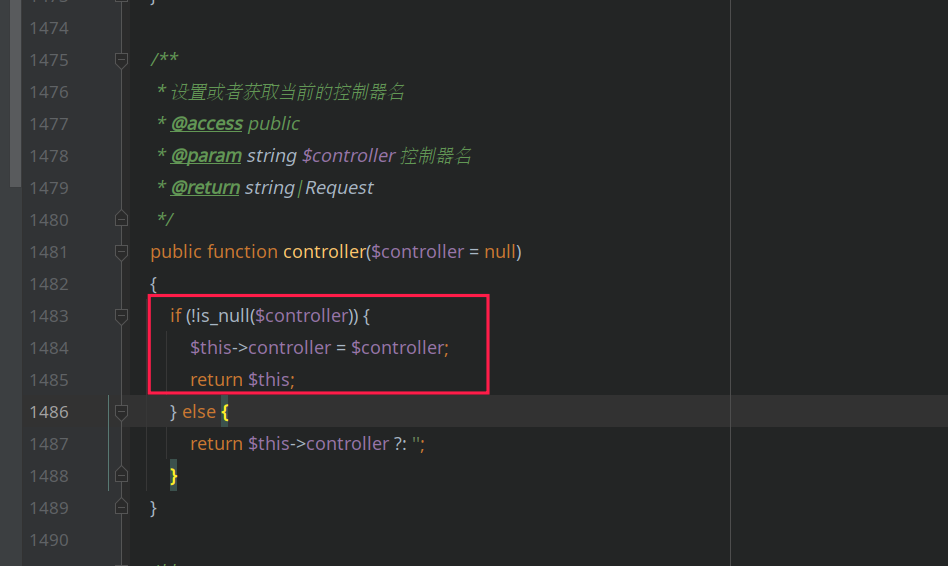 1474
1475 /**
1476 * 设置或者获取当前的控制器名
1477 * @access public
1478 * @param string $controller 控制器名
1479 * @return string|Request
1480 */
1481 public function controller($controller = null)
1482 {
1483 if (!is_null($controller)) {
1484 $this->controller = $controller;
1485 return $this;
1486 } else {
1487 return $this->controller ?: '';
1488 }
1489 }
1490